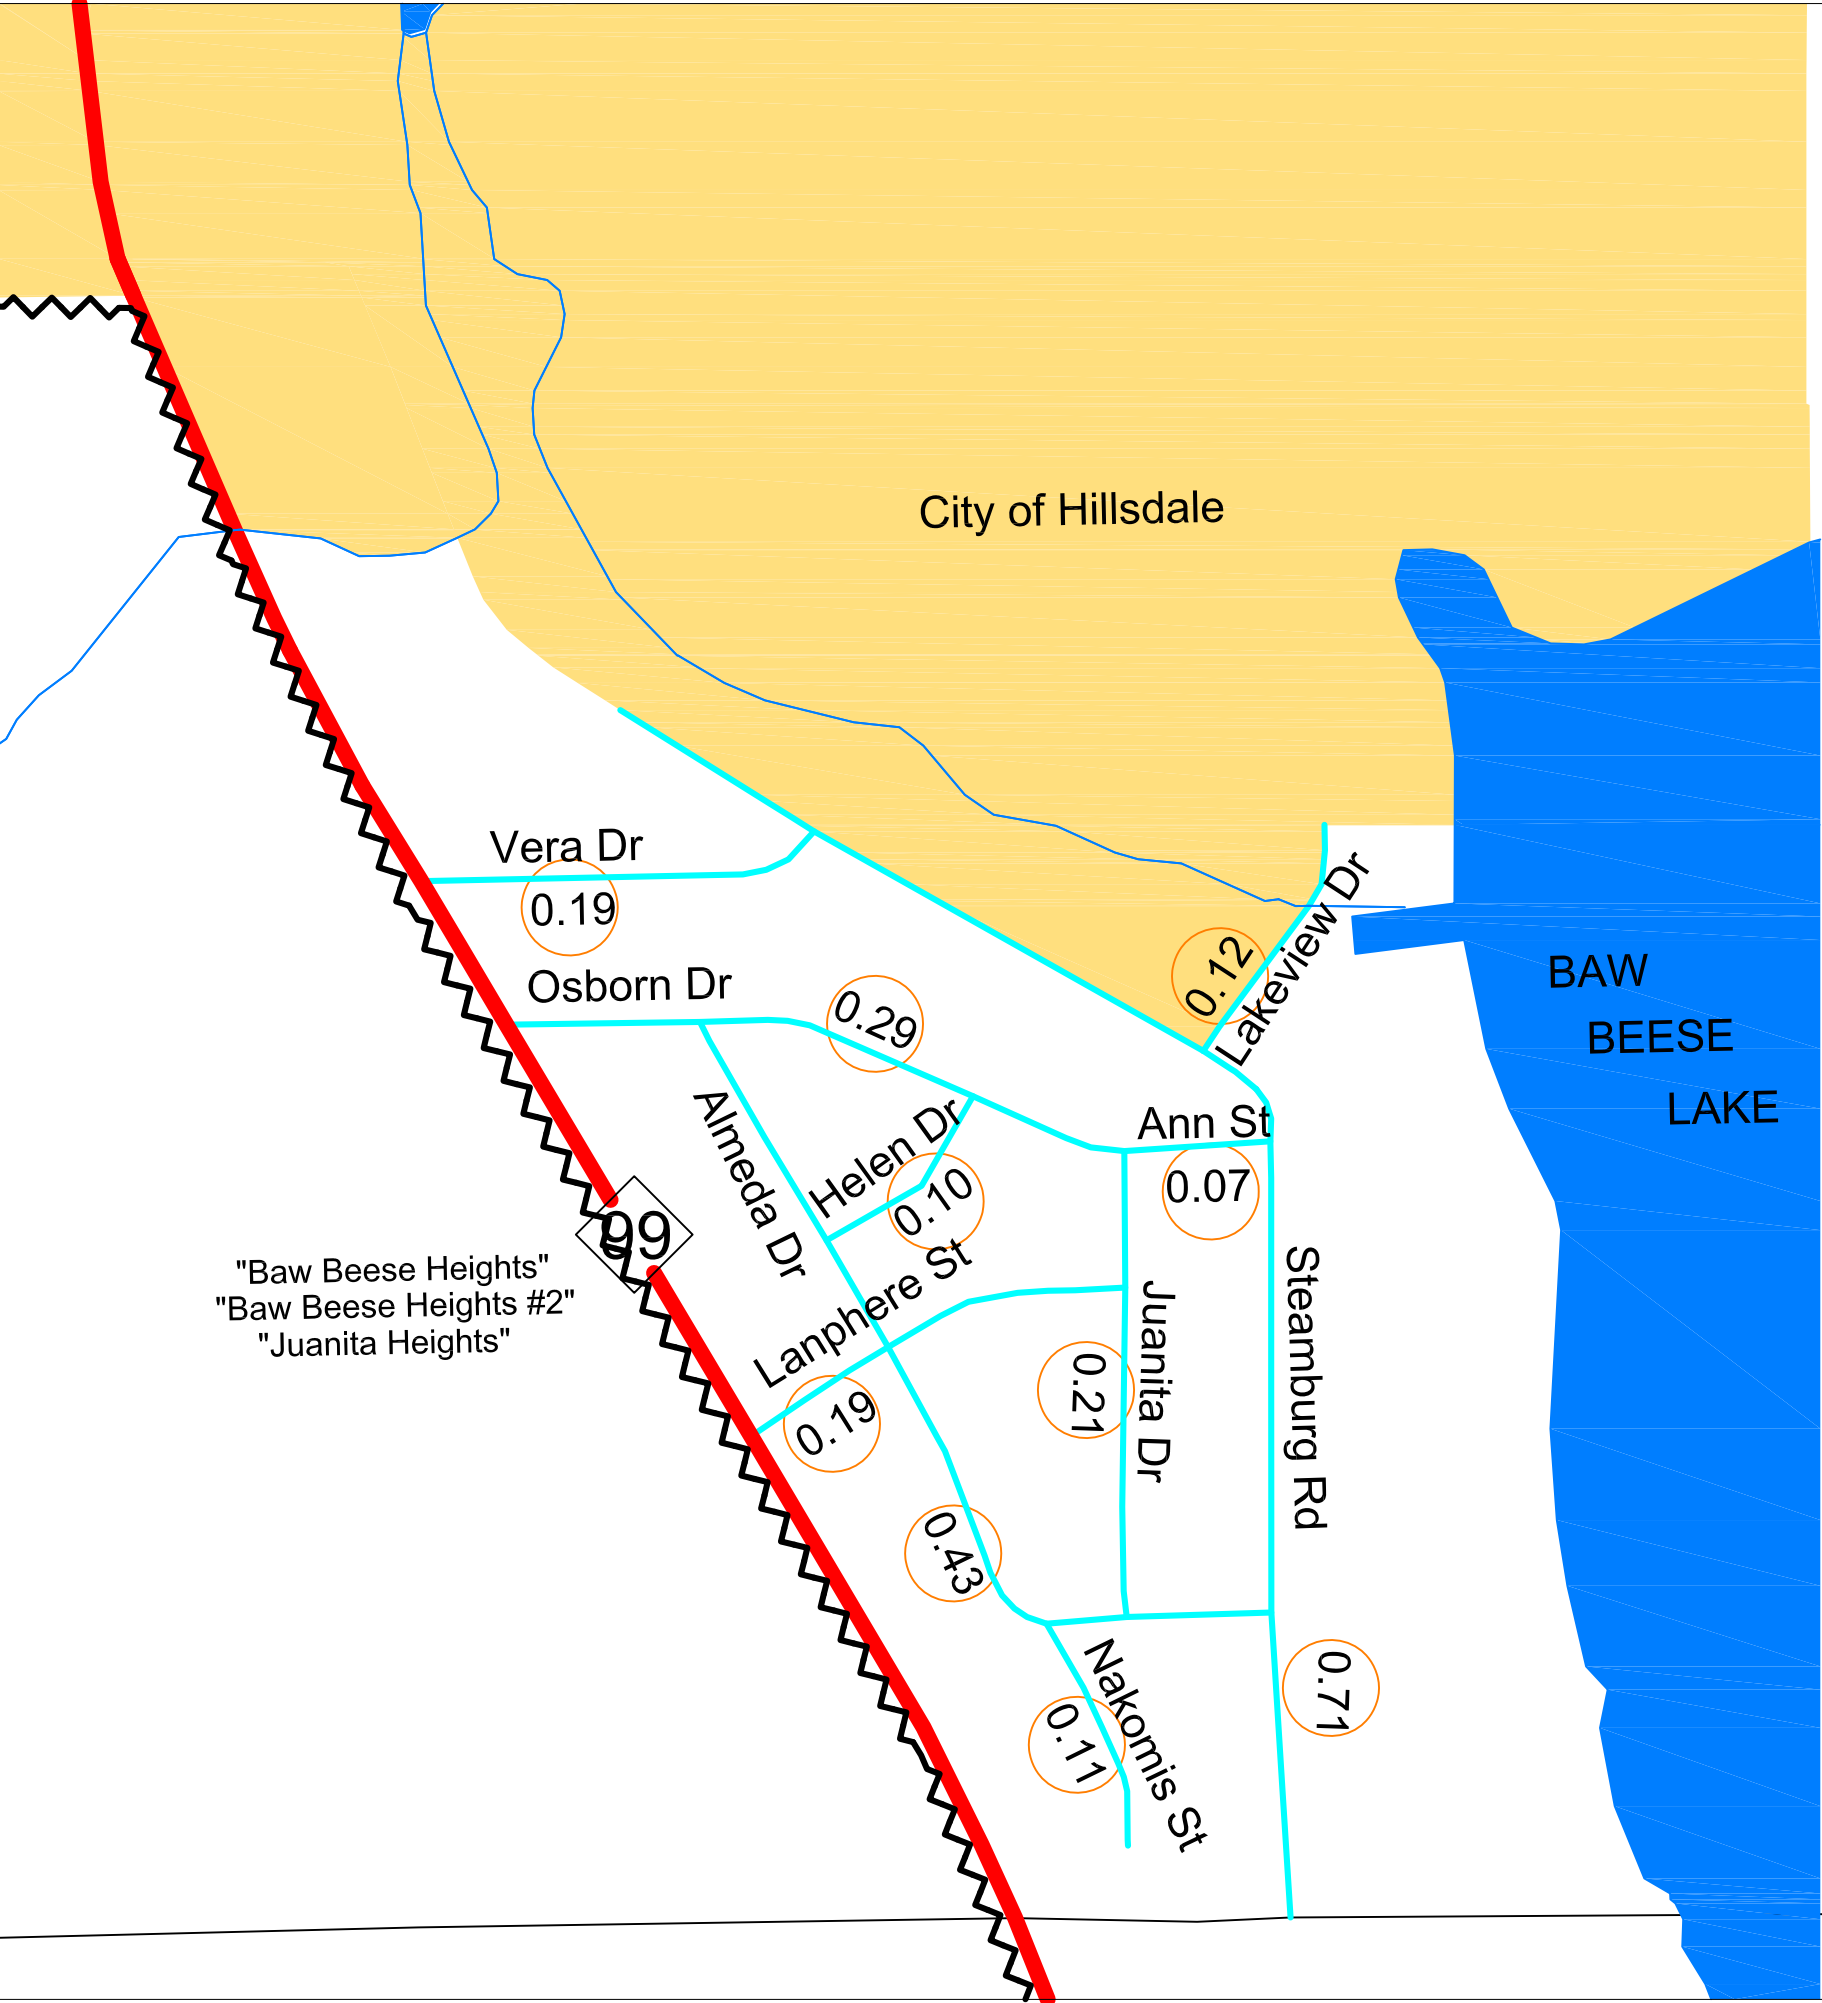 City of Hillsdale
Vera Dr
0.19
Osborn Dr
0.29
0.12
Lakeview Dr
BAW
BEESE
LAKE
Almeda Dr
Helen Dr
0.10
Ann St
0.07
99
"Baw Beese Heights"
"Baw Beese Heights #2"
"Juanita Heights"
Lanphere St
0.19
Juanita Dr
0.21
Steamburg Rd
0.43
Nakomis St
0.11
0.71